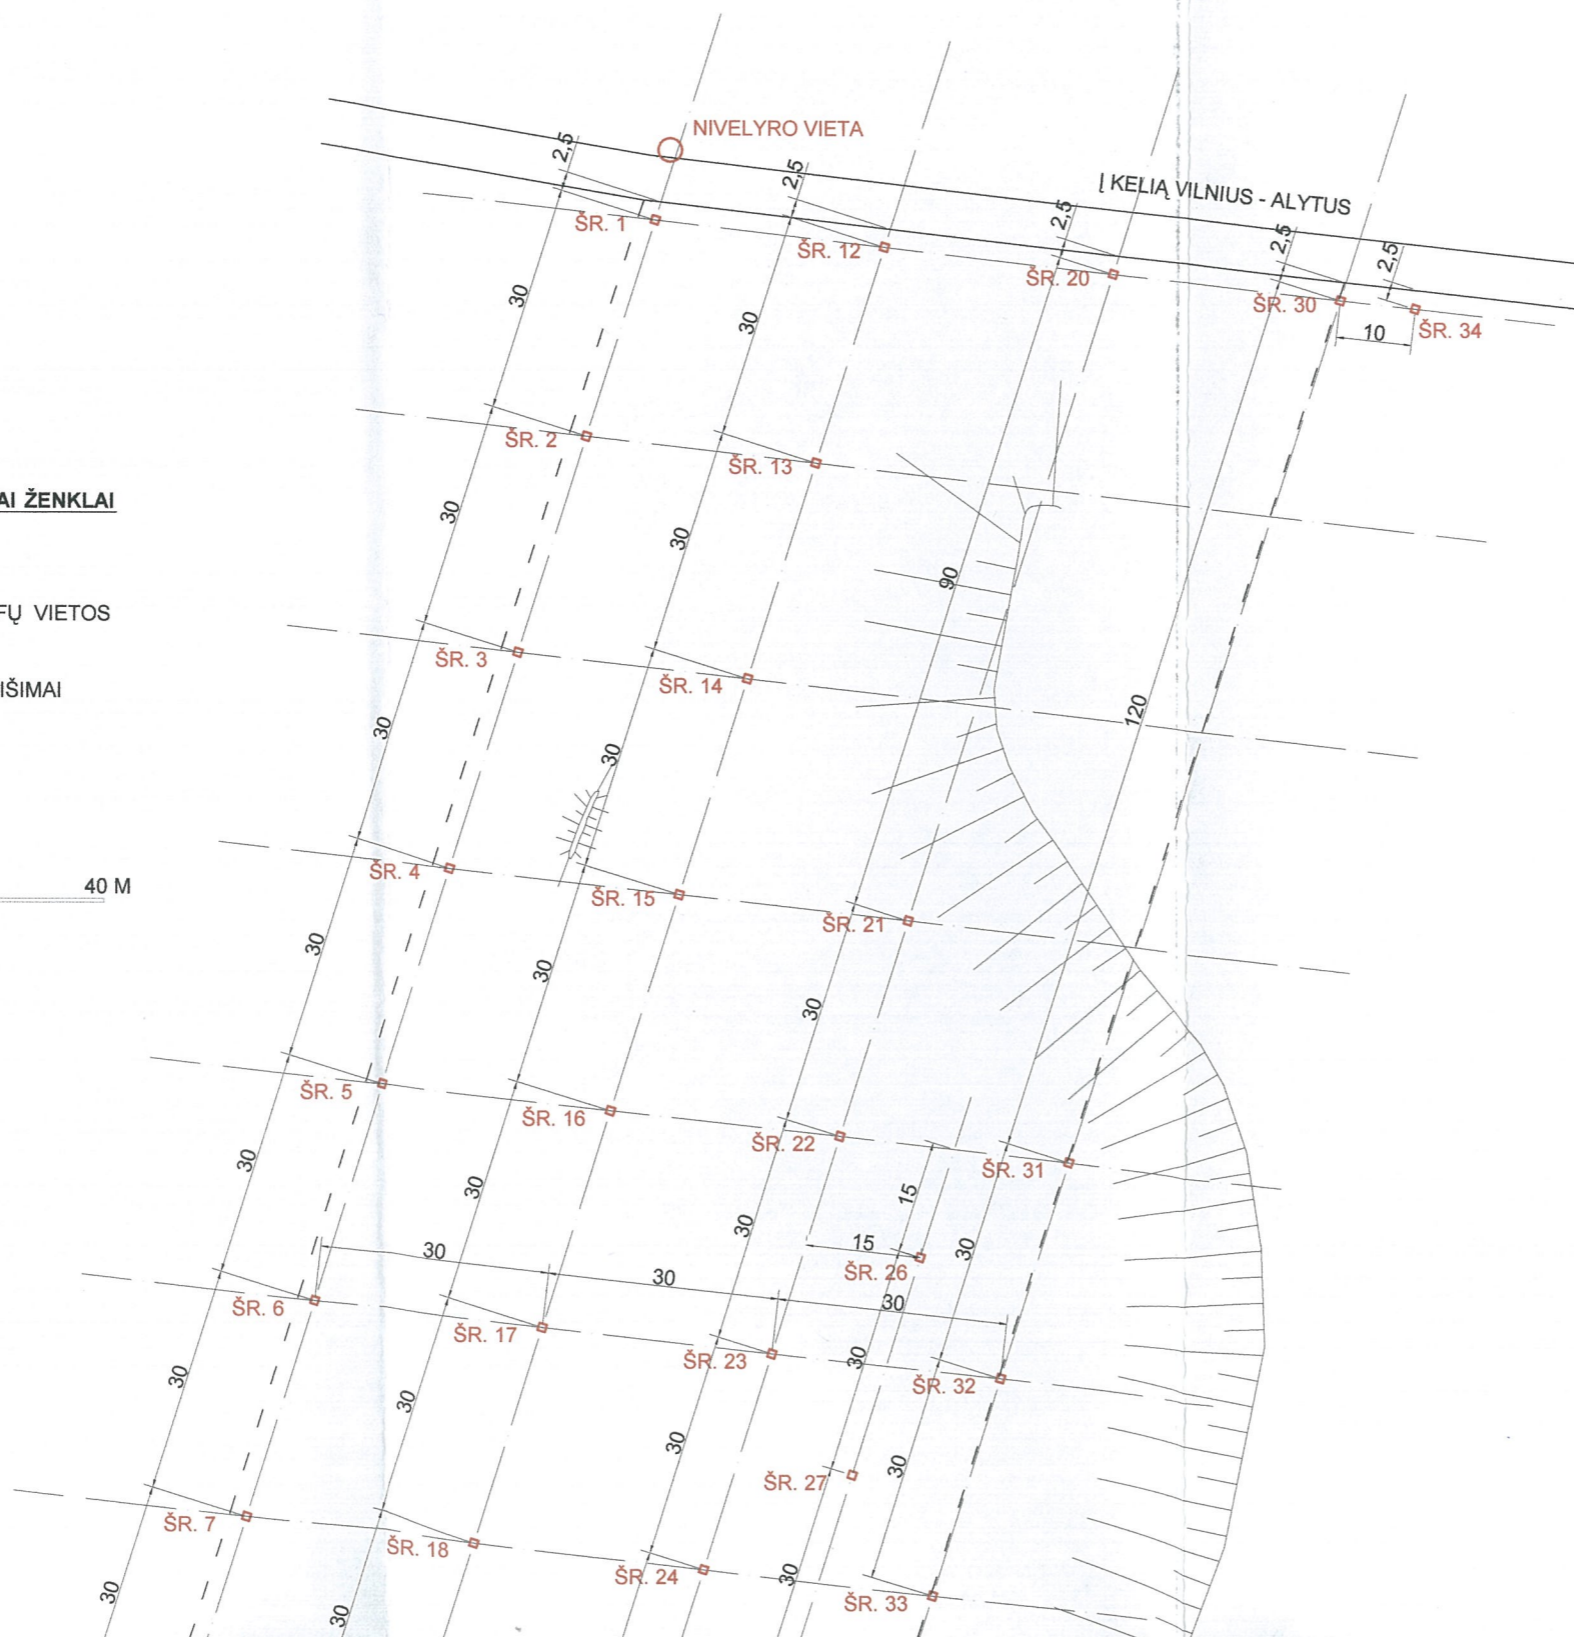 NIVELYRO VIETA
Į KELIĄ VILNIUS - ALYTUS
2,5
2,5
2,5
2,5
2,5
ŠR. 1
ŠR. 12
ŠR. 20
ŠR. 30
ŠR. 34
10
30
30
ŠR. 2
ŠR. 13
AI ŽENKLAI
30
30
90
FŲ VIETOS
ŠR. 3
ŠR. 14
IŠIMAI
30
30
120
ŠR. 4
ŠR. 15
ŠR. 21
40 M
30
30
30
ŠR. 5
ŠR. 16
ŠR. 22
ŠR. 31
30
30
30
15
30
15
30
30
30
ŠR. 26
ŠR. 6
ŠR. 17
ŠR. 23
ŠR. 32
30
30
30
30
30
ŠR. 27
ŠR. 7
ŠR. 18
ŠR. 24
ŠR. 33
30
30
30